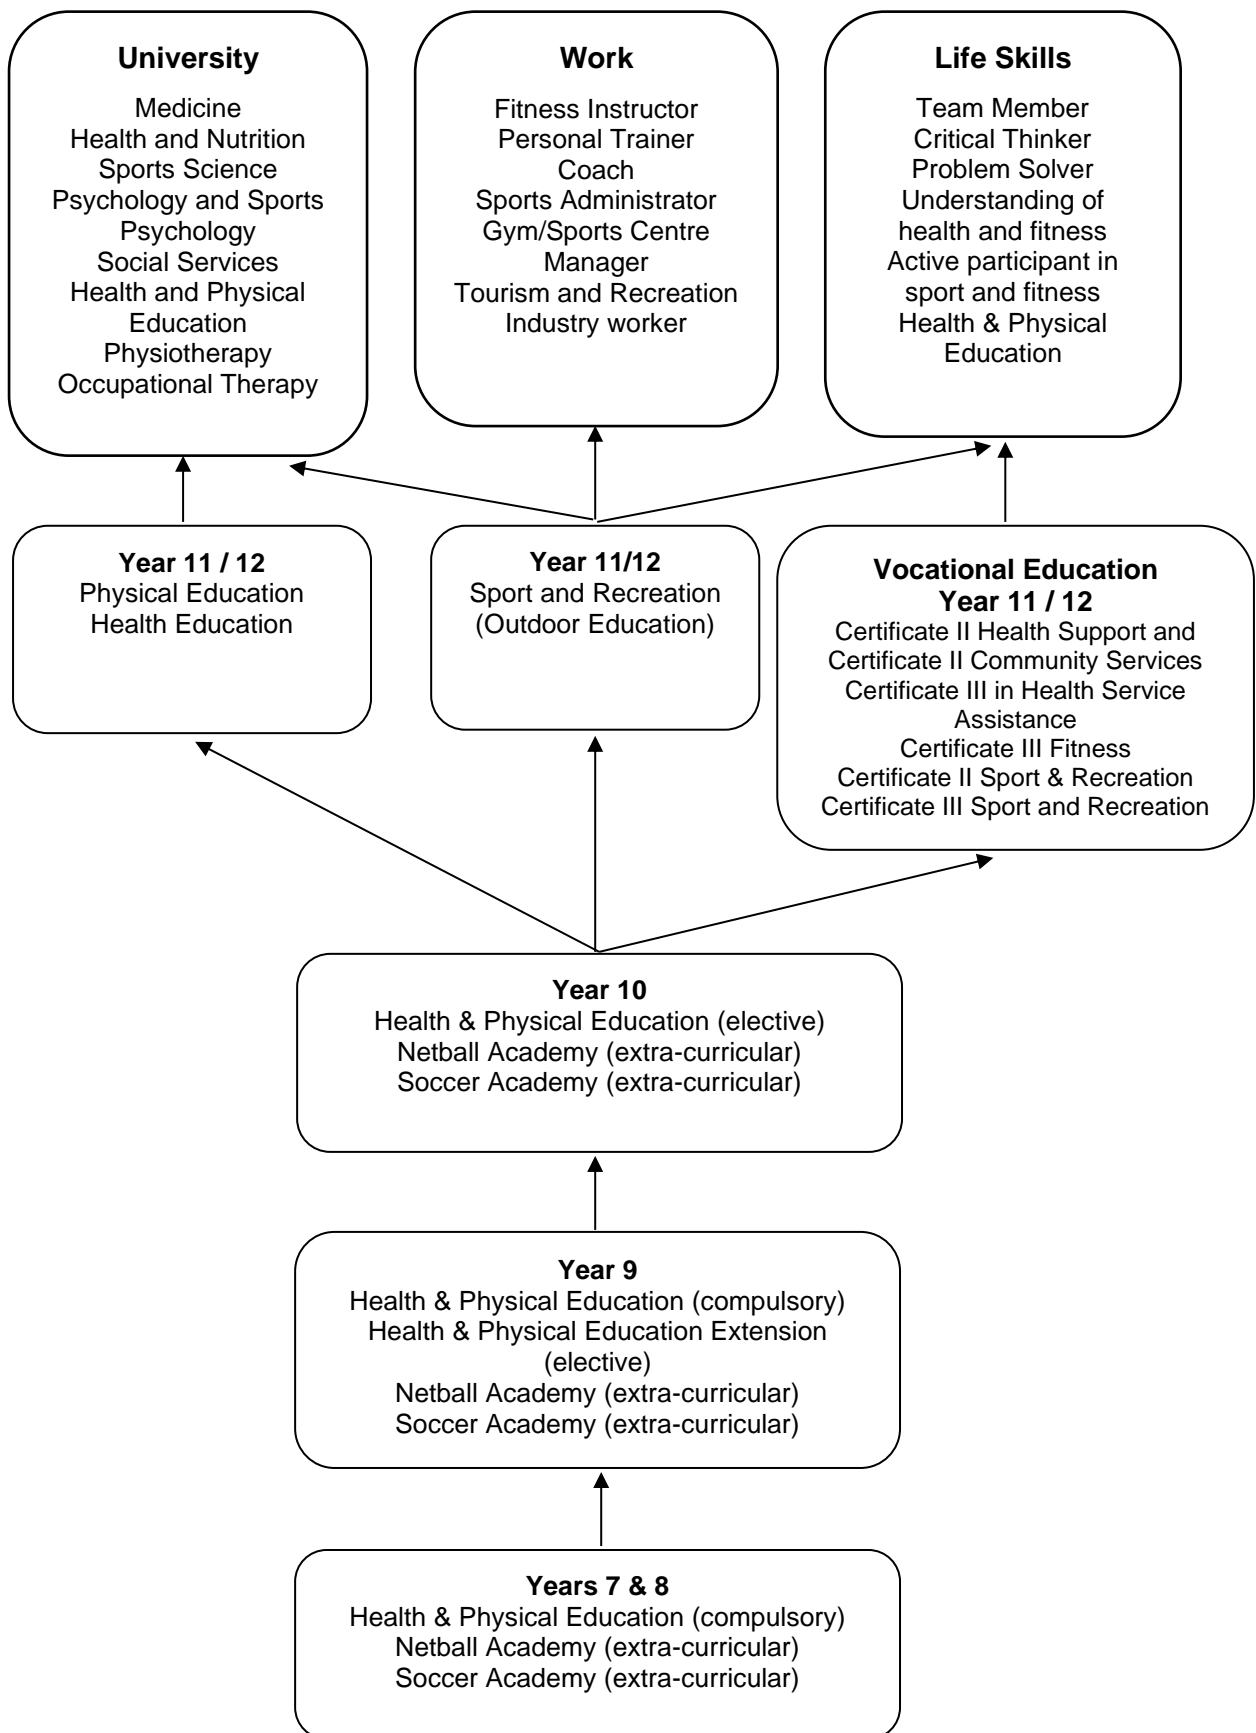 University
Medicine
Health and Nutrition
Sports Science
Psychology and Sports
Psychology
Social Services
Health and Physical
Education
Physiotherapy
Occupational Therapy
Work
Fitness Instructor
Personal Trainer
Coach
Sports Administrator
Gym/Sports Centre
Manager
Tourism and Recreation
Industry worker
Life Skills
Team Member
Critical Thinker
Problem Solver
Understanding of
health and fitness
Active participant in
sport and fitness
Health & Physical
Education
Year 11 / 12
Physical Education
Health Education
Year 11/12
Sport and Recreation
(Outdoor Education)
Vocational Education
Year 11 / 12
Certificate II Health Support and
Certificate II Community Services
Certificate III in Health Service
Assistance
Certificate III Fitness
Certificate II Sport & Recreation
Certificate III Sport and Recreation
Year 10
Health & Physical Education (elective)
Netball Academy (extra-curricular)
Soccer Academy (extra-curricular)
Year 9
Health & Physical Education (compulsory)
Health & Physical Education Extension
(elective)
Netball Academy (extra-curricular)
Soccer Academy (extra-curricular)
Years 7 & 8
Health & Physical Education (compulsory)
Netball Academy (extra-curricular)
Soccer Academy (extra-curricular)